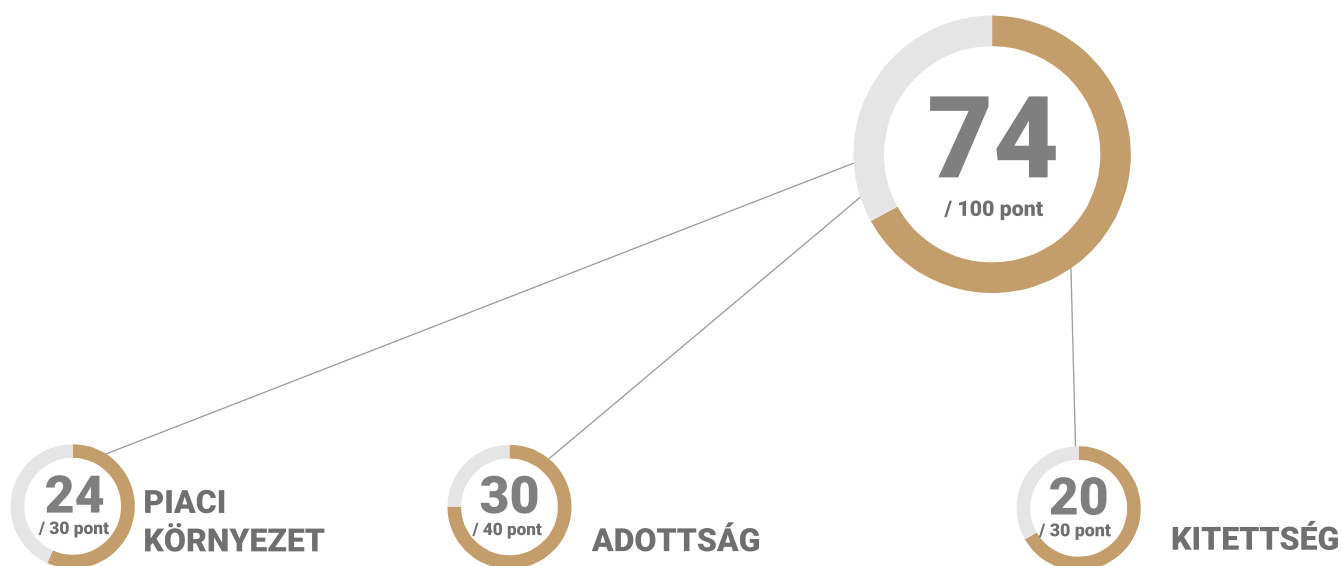 74
/ 100 pont
24
/ 30 pont
PIACI
KÖRNYEZET
30
/ 40 pont
ADOTTSÁG
20
/ 30 pont
KITETTSÉG